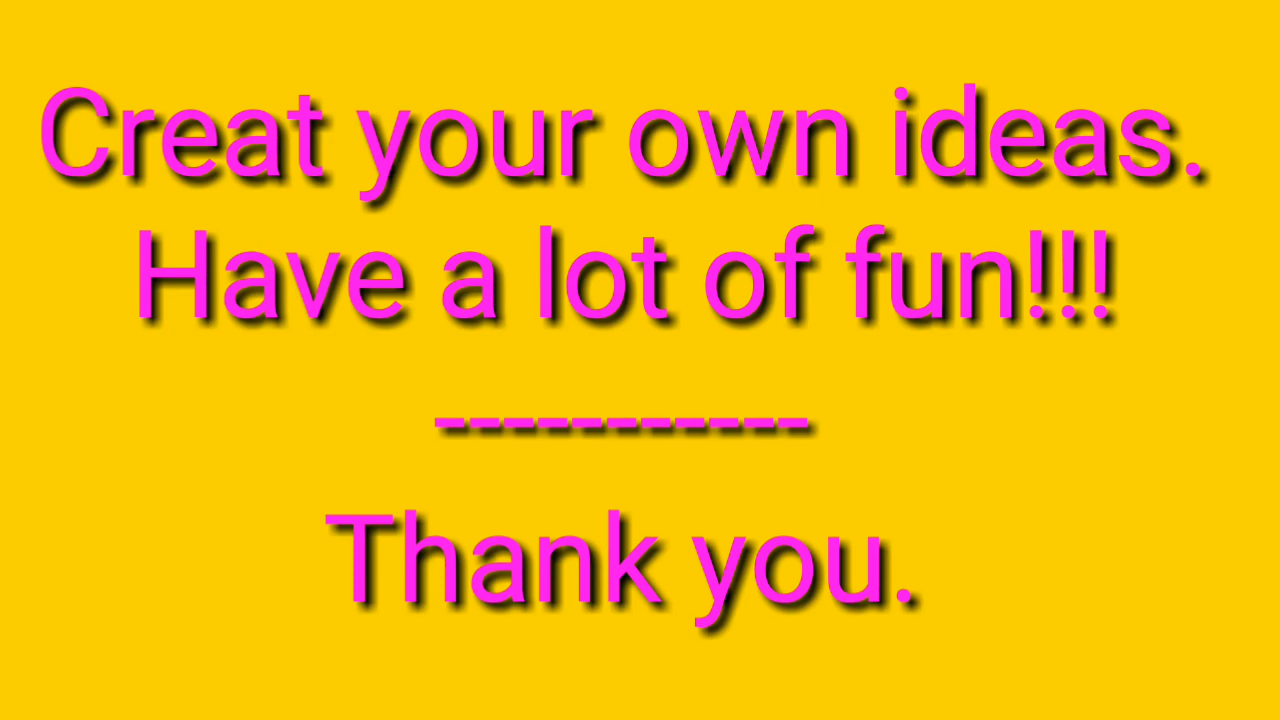 Creat your own ideas.
Have a lot of fun!!!
-----------
Thank you.